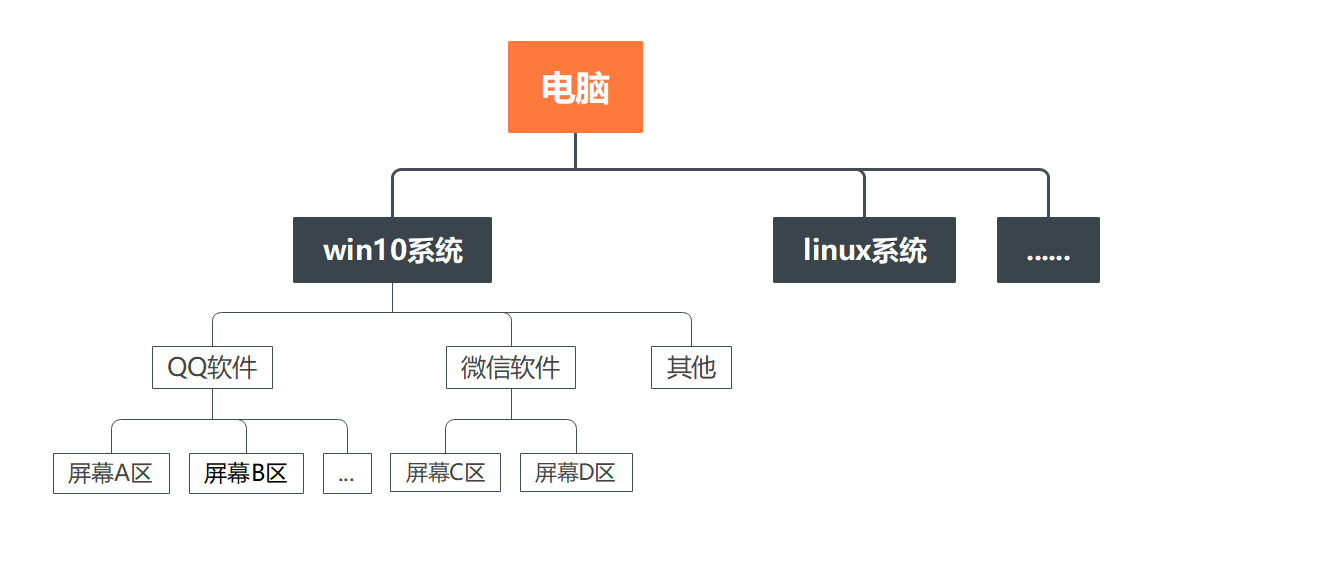 电脑
win10系统
linux系统
……
QQ软件
微信软件
其他
屏幕A区
屏幕B区
...
屏幕C区
屏幕D区